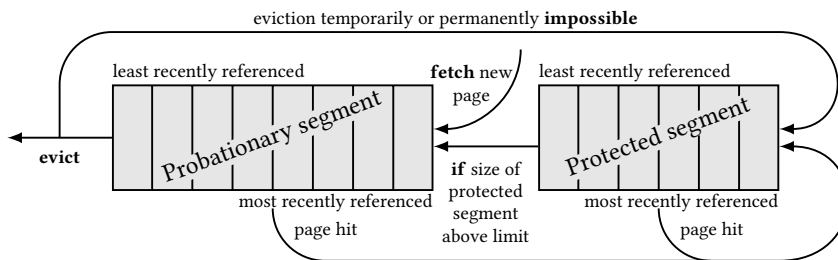 eviction temporarily or permanently impossible
least recently referenced
fetch new
page
least recently referenced
Probationary segment
Protected segment
evict
if size of
protected
segment
above limit
most recently referenced
page hit
most recently referenced
page hit